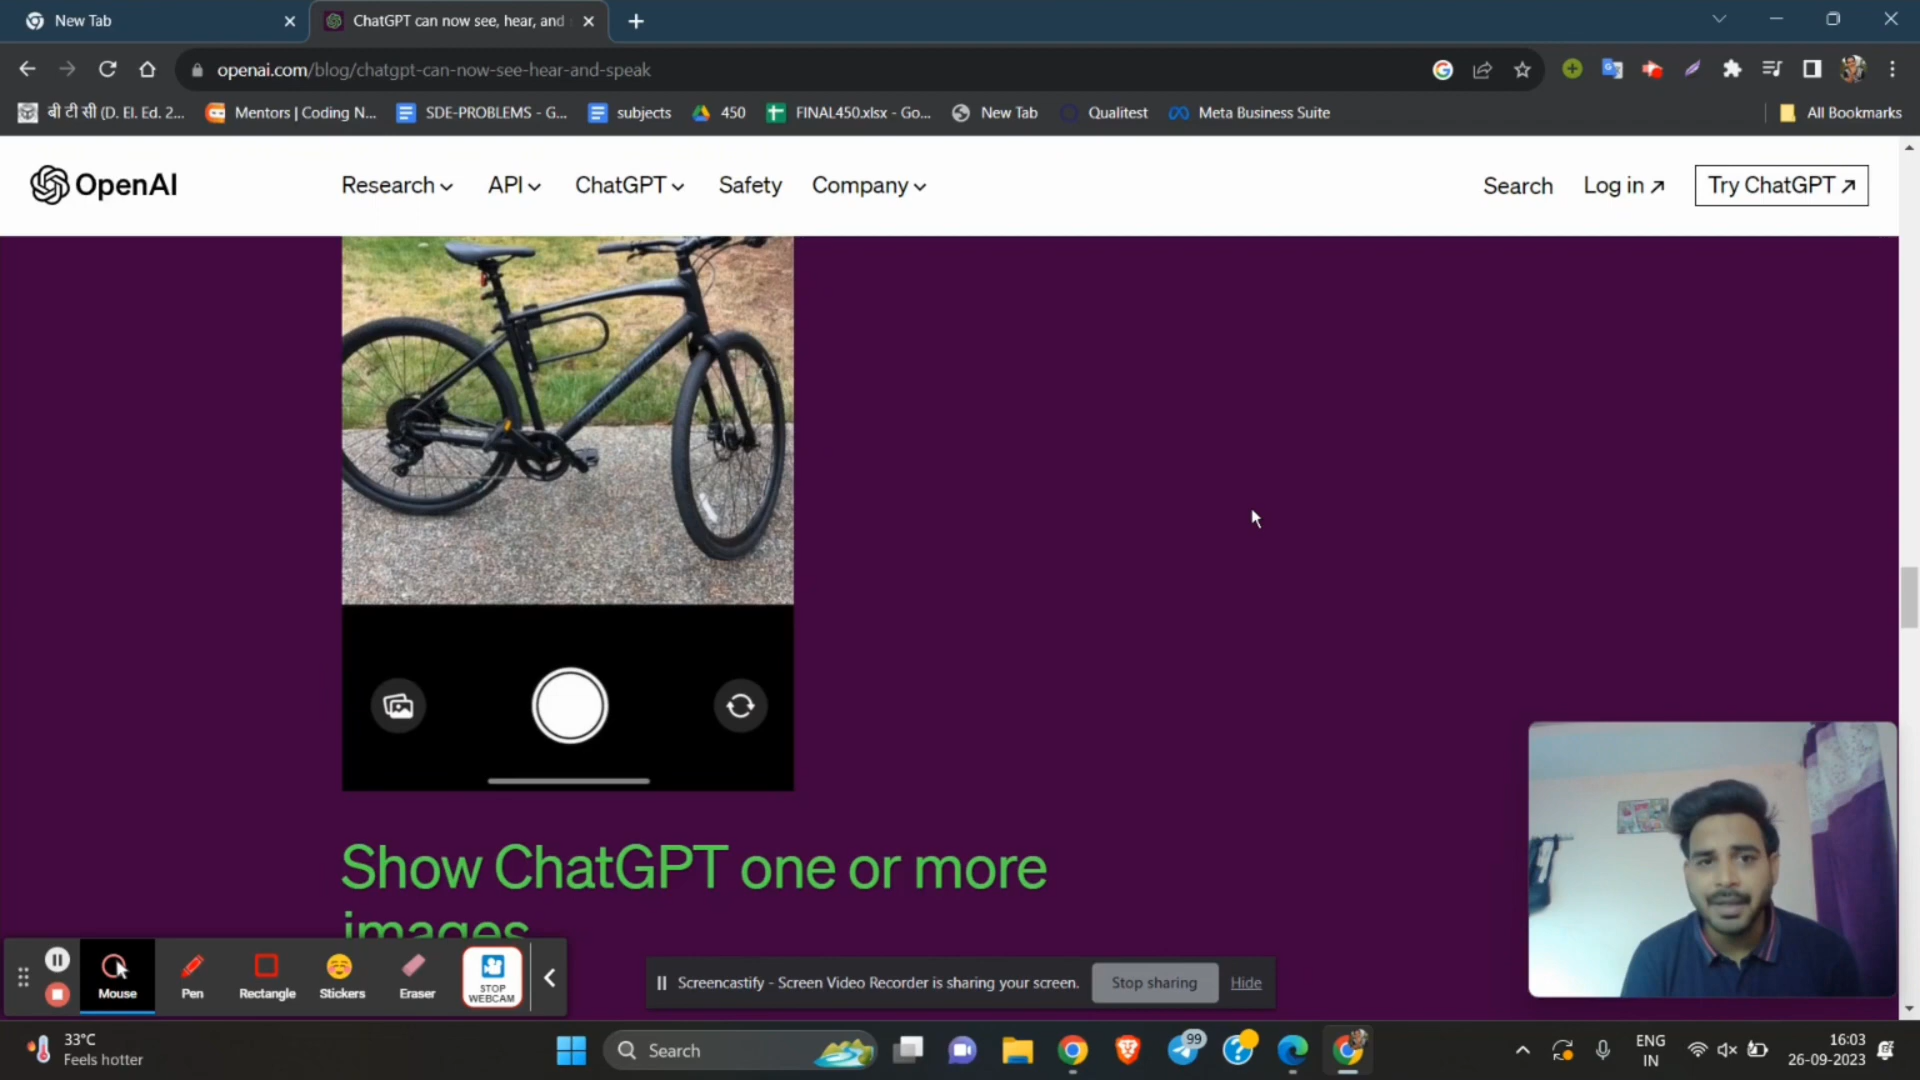 New Tab
ChatGPT can now see, hear, and
openai.com/blog/chatgpt-can-now-see-hear-and-speak
बी टी सी (D. El. Ed. 2...
Mentors | Coding N...
SDE-PROBLEMS - G...
subjects
450
FINAL450.xlsx - Go...
New Tab
Qualitest
Meta Business Suite
All Bookmarks
OpenAI
Research
API
ChatGPT
Safety
Company
Search
Log in ↗
Try ChatGPT ↗
Show ChatGPT one or more
images
Mouse
Pen
Rectangle
Stickers
Eraser
STOP
WEBCAM
Screencastify - Screen Video Recorder is sharing your screen.
Stop sharing
Hide
33°C
Feels hotter
Search
99
ENG
IN
16:03
26-09-2023